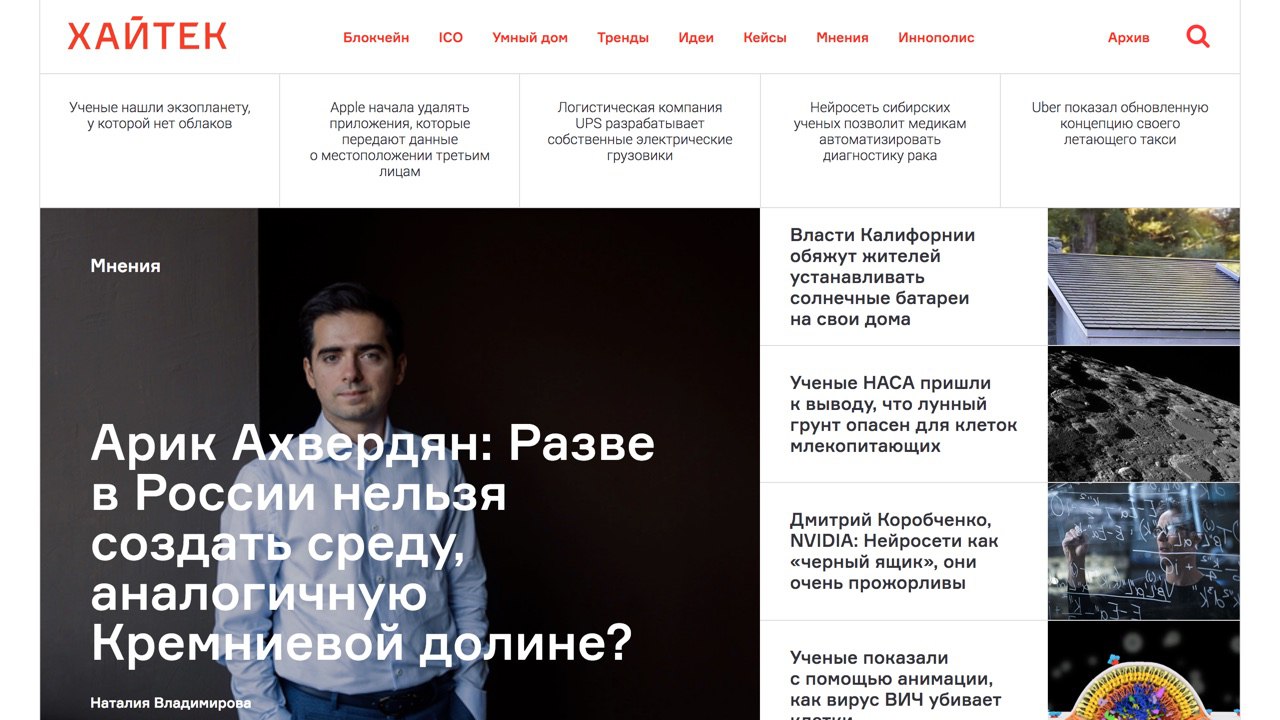 ХАЙТЕК
Блокчейн ICO Умный дом Тренды Идеи Кейсы Мнения Иннополис Архив
Ученые нашли экзопланету,
у которой нет облаков
Apple начала удалять
приложения, которые
передают данные
о местоположении третьим
лицам
Логистическая компания
UPS разрабатывает
собственные электрические
грузовики
Нейросеть сибирских
ученых позволит медикам
автоматизировать
диагностику рака
Uber показал обновленную
концепцию своего
летающего такси
Мнения
Арик Ахвердян: Разве
в России нельзя
создать среду,
аналогичную
Кремниевой долине?
Наталия Владимирова
Власти Калифорнии
обяжут жителей
устанавливать
солнечные батареи
на свои дома
Ученые НАСА пришли
к выводу, что лунный
грунт опасен для клеток
млекопитающих
Дмитрий Коробченко,
NVIDIA: Нейросети как
«черный ящик», они
очень прожорливы
Ученые показали
с помощью анимации,
как вирус ВИЧ убивает
клетки